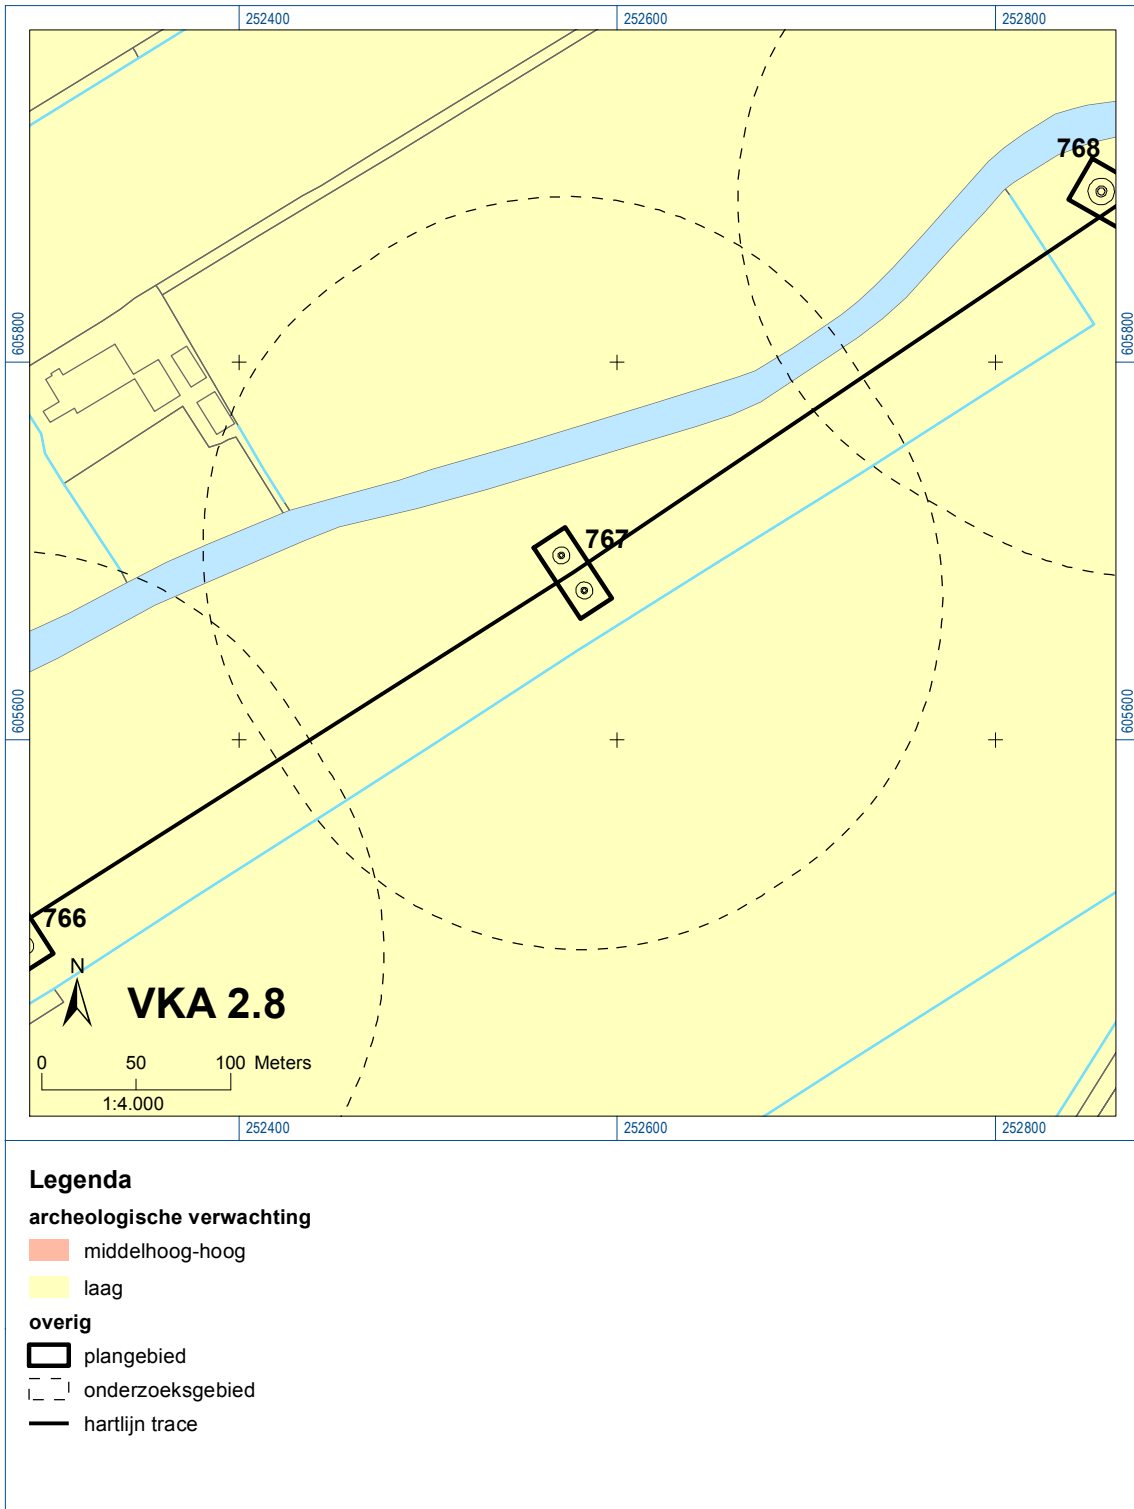 252400 252600 252800
768
605800 605800
767
605600 605600
766
N
VKA 2.8
0 50 100 Meters
1:4.000
252400 252600 252800
Legenda
archeologische verwachting
middelhoog-hoog
laag
overig
plangebied
onderzoeksgebied
hartlijn trace